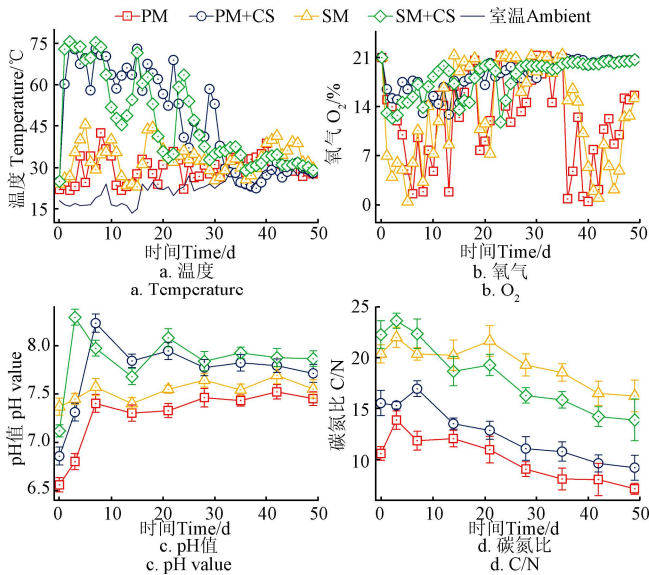 PM PM+CS SM SM+CS 室温Ambient
温度 Temperature/℃
75
60
45
30
15
0 10 20 30 40 50
时间Time/d
a. 温度
a. Temperature
氧气 O2/%
21
14
7
0
0 10 20 30 40 50
时间Time/d
b. 氧气
b. O2
pH值 pH value
8.0
7.5
7.0
6.5
0 10 20 30 40 50
时间Time/d
c. pH值
c. pH value
碳氮比 C/N
25
20
15
10
0 10 20 30 40 50
时间Time/d
d. 碳氮比
d. C/N